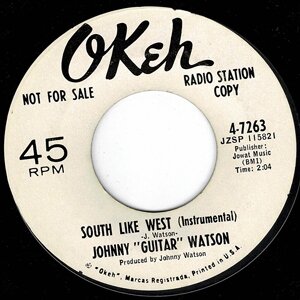 OKeh
NOT FOR SALE
RADIO STATION
COPY
45
RPM
4-7263
JZSP 115821
Publisher:
Jowat Music
(BMI)
Time: 2:04
SOUTH LIKE WEST (Instrumental)
-J. Watson-
JOHNNY "GUITAR" WATSON
Produced by Johnny Watson
"Okeh", Marcas Registrada. Printed in U.S.A.